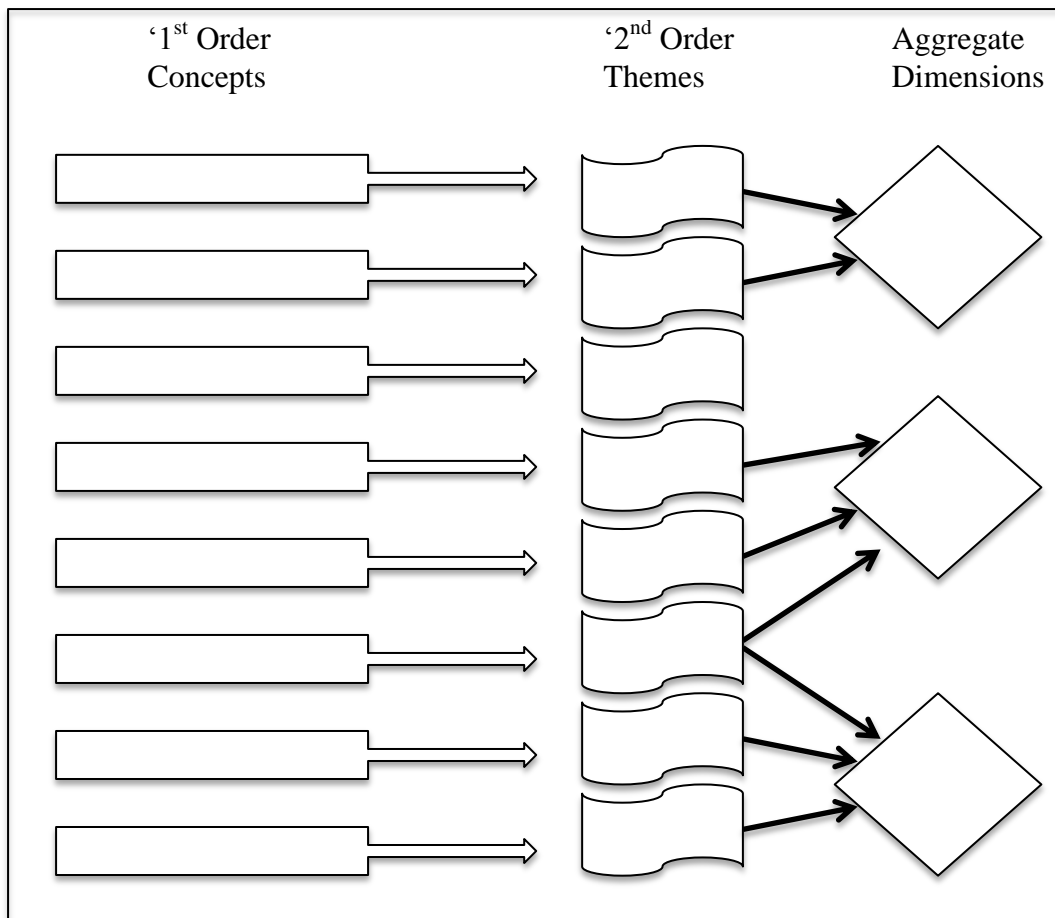 ‘1st Order
Concepts
‘2nd Order
Themes
Aggregate
Dimensions